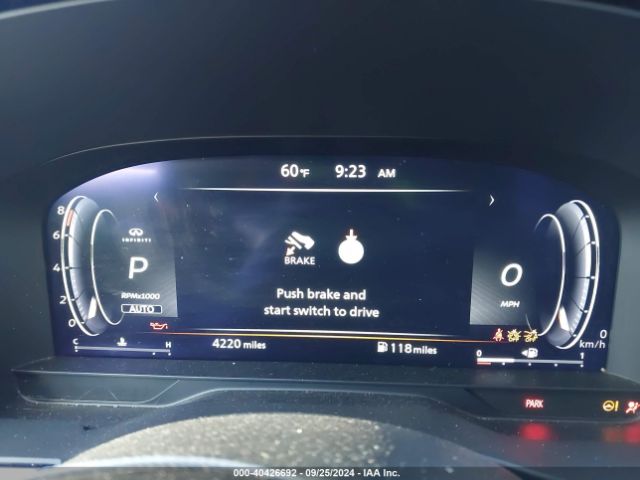 60°F 9:23 AM
8
6
4
2
0
INFINITI
P
RPMx1000
AUTO
BRAKE
Push brake and
start switch to drive
0
MPH
0
km/h
C H
4220 miles
118 miles
0 1
PARK
000-40426692 - 09/25/2024 - IAA Inc.